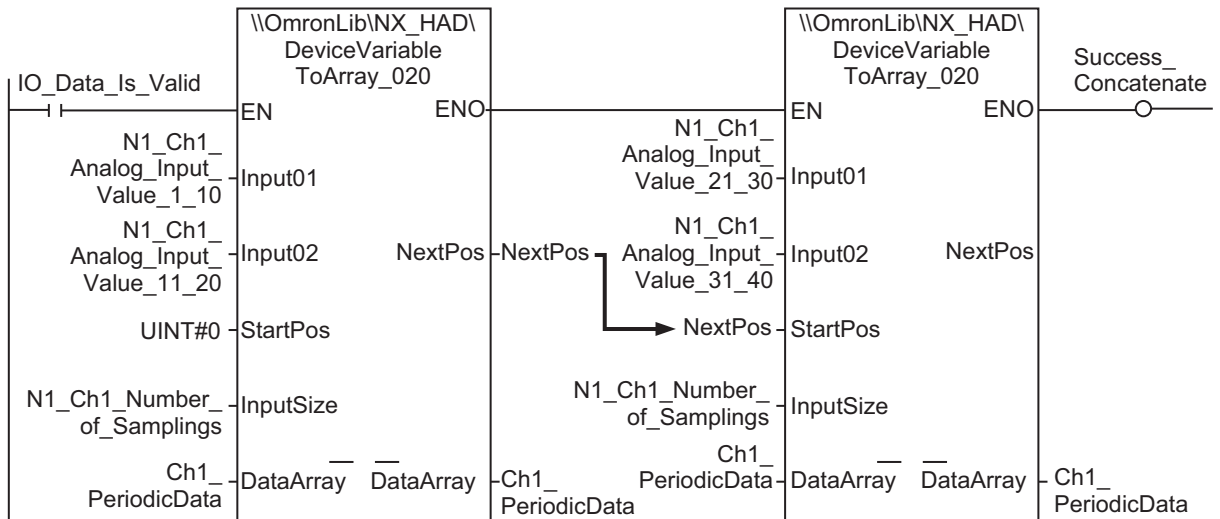 \\OmronLib\NX_HAD\
DeviceVariable
ToArray_020
\\OmronLib\NX_HAD\
DeviceVariable
ToArray_020
Success_
Concatenate
IO_Data_Is_Valid
EN
ENO
EN
ENO
N1_Ch1_
Analog_Input_
Value_1_10
Input01
N1_Ch1_
Analog_Input_
Value_21_30
Input01
N1_Ch1_
Analog_Input_
Value_11_20
Input02
NextPos
NextPos
N1_Ch1_
Analog_Input_
Value_31_40
Input02
NextPos
UINT#0
StartPos
NextPos
StartPos
N1_Ch1_Number_
of_Samplings
InputSize
N1_Ch1_Number_
of_Samplings
InputSize
Ch1_
PeriodicData
DataArray
DataArray
Ch1_
PeriodicData
Ch1_
PeriodicData
DataArray
DataArray
Ch1_
PeriodicData